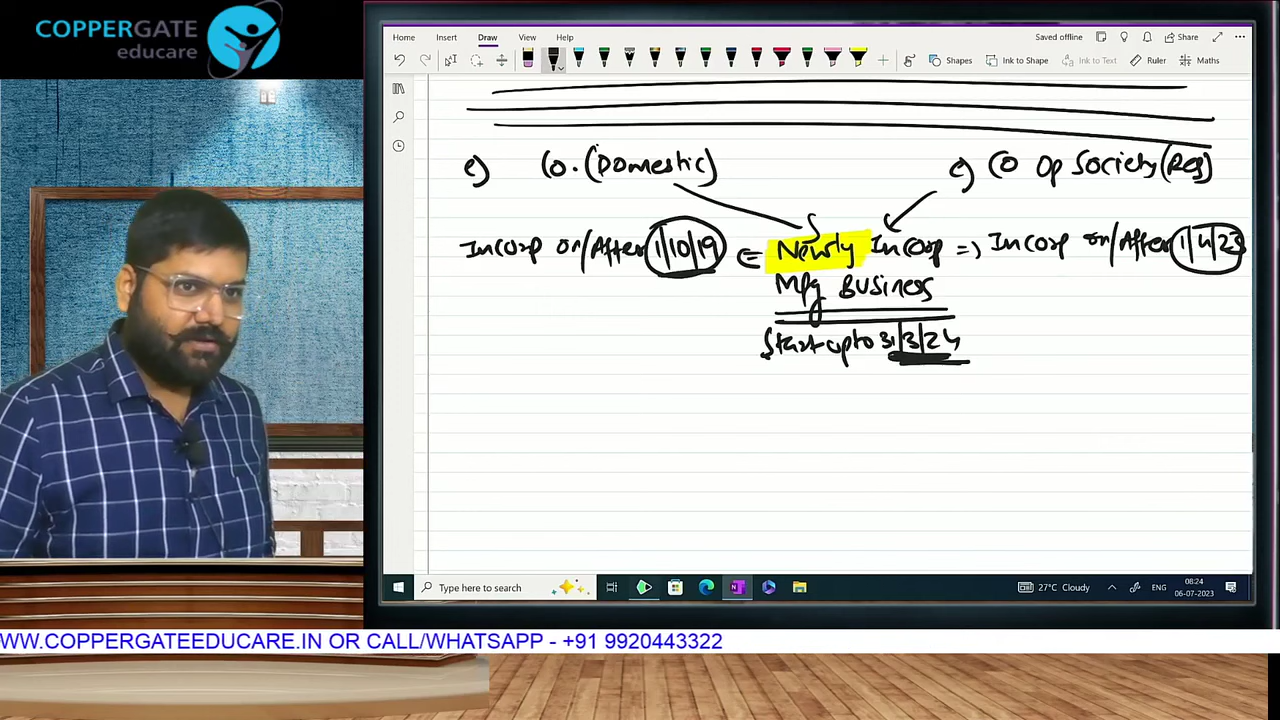 COPPERGATE
educare
Home Insert Draw View Help
Saved offline
Share
Shapes Ink to Shape Ink to Text Ruler Maths
e) Co. (Domestic) e) Co Op Society (Res)
Incorp on/After 1/10/19 <= Newly Incorp => Incorp on/After 1/4/23
Mfg Business
Start upto 31/3/24
Type here to search
27°C Cloudy
ENG
08:24
06-07-2023
WW.COPPERGATEEDUCARE.IN OR CALL/WHATSAPP - +91 9920443322